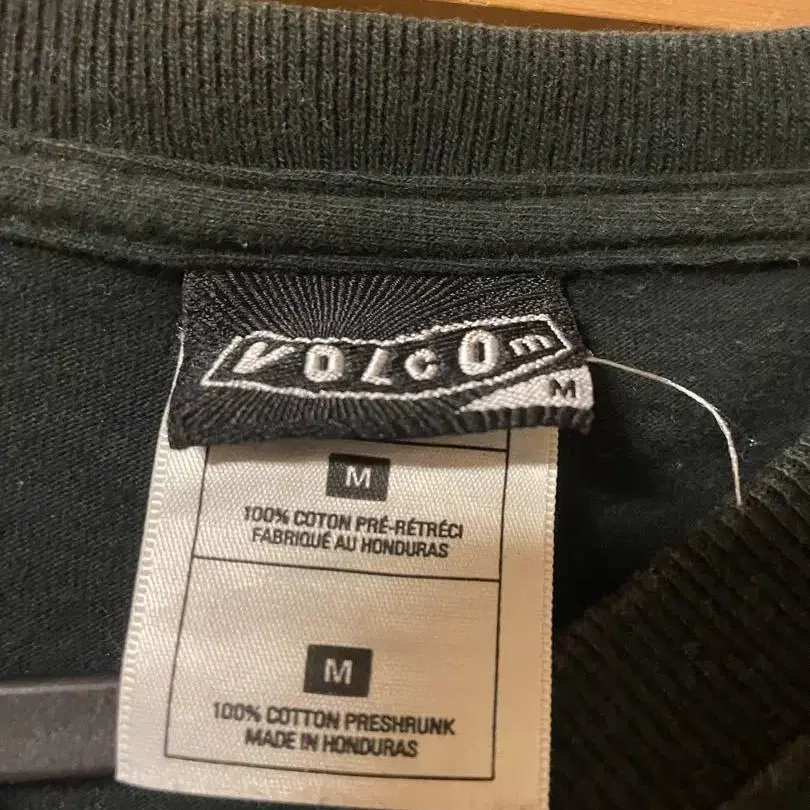 VOLCOm
M
M
100% COTON PRÉ-RÉTRÉCI
FABRIQUÉ AU HONDURAS
M
100% COTTON PRESHRUNK
MADE IN HONDURAS